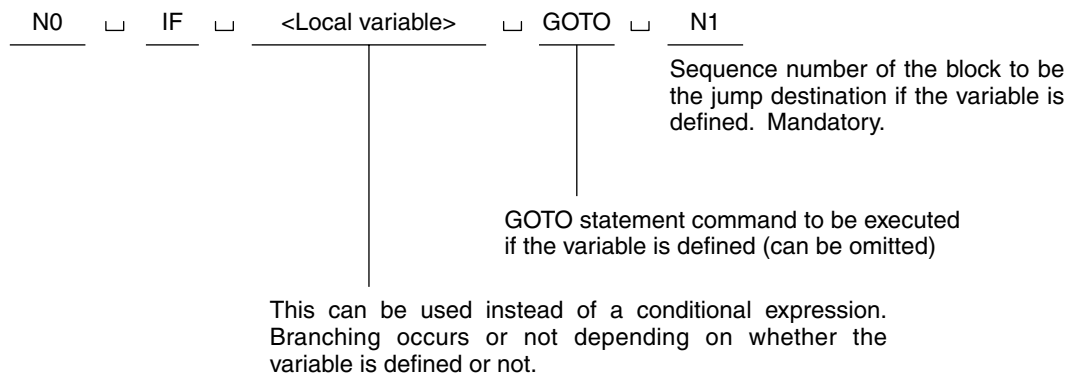 N0 ␣ IF ␣ <Local variable> ␣ GOTO ␣ N1
Sequence number of the block to be
the jump destination if the variable is
defined. Mandatory.
GOTO statement command to be executed
if the variable is defined (can be omitted)
This can be used instead of a conditional expression.
Branching occurs or not depending on whether the
variable is defined or not.